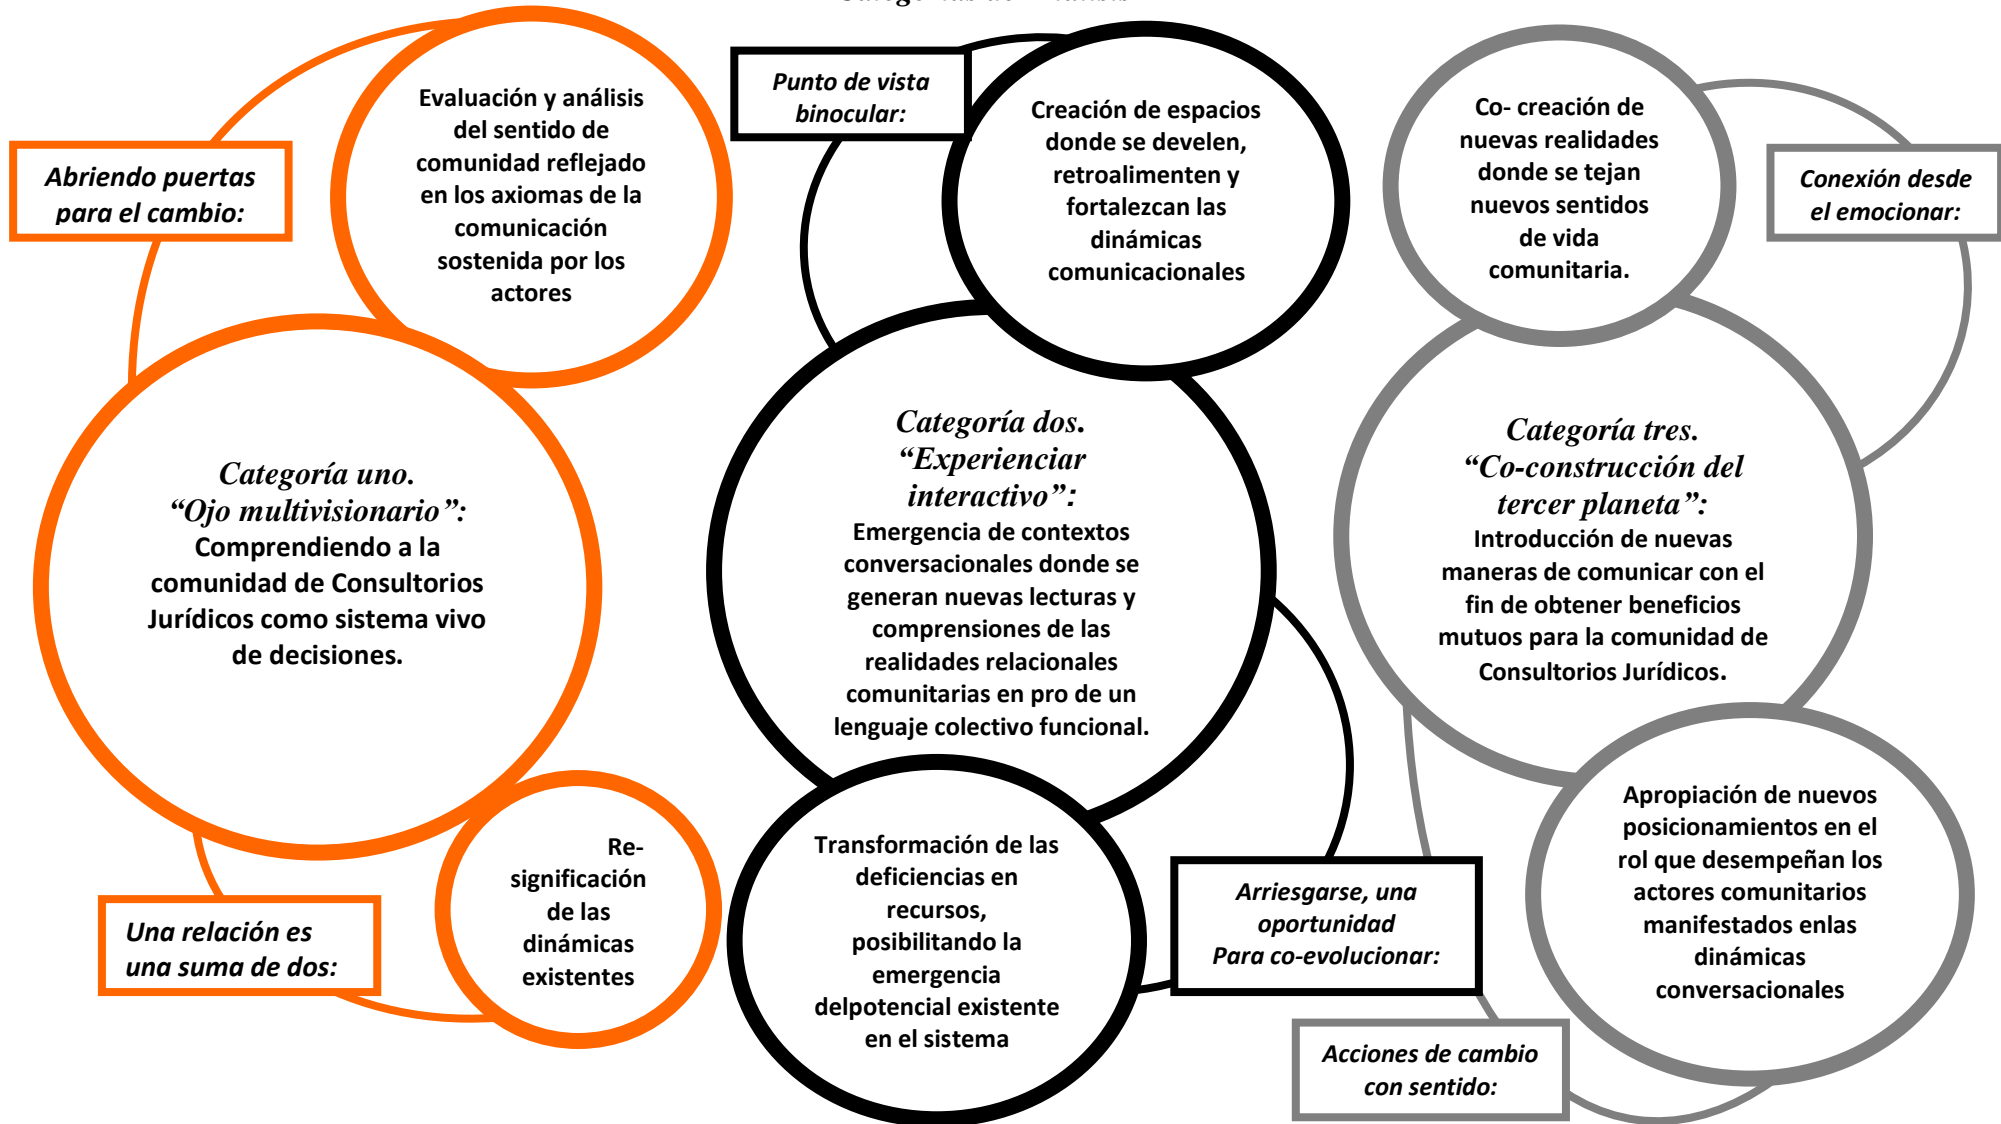 Abriendo puertas
para el cambio:
Evaluación y análisis
del sentido de
comunidad reflejado
en los axiomas de la
comunicación
sostenida por los
actores
Categoría uno.
“Ojo multivisionario”:
Comprendiendo a la
comunidad de Consultorios
Jurídicos como sistema vivo
de decisiones.
Una relación es
una suma de dos:
Re-
significación
de las
dinámicas
existentes
Punto de vista
binocular:
Creación de espacios
donde se develen,
retroalimenten y
fortalezcan las
dinámicas
comunicacionales
Categoría dos.
“Experienciar
interactivo”:
Emergencia de contextos
conversacionales donde se
generan nuevas lecturas y
comprensiones de las
realidades relacionales
comunitarias en pro de un
lenguaje colectivo funcional.
Transformación de las
deficiencias en
recursos,
posibilitando la
emergencia
delpotencial existente
en el sistema
Arriesgarse, una
oportunidad
Para co-evolucionar:
Co- creación de
nuevas realidades
donde se tejan
nuevos sentidos
de vida
comunitaria.
Conexión desde
el emocionar:
Categoría tres.
“Co-construcción del
tercer planeta”:
Introducción de nuevas
maneras de comunicar con el
fin de obtener beneficios
mutuos para la comunidad de
Consultorios Jurídicos.
Apropiación de nuevos
posicionamientos en el
rol que desempeñan los
actores comunitarios
manifestados enlas
dinámicas
conversacionales
Acciones de cambio
con sentido: